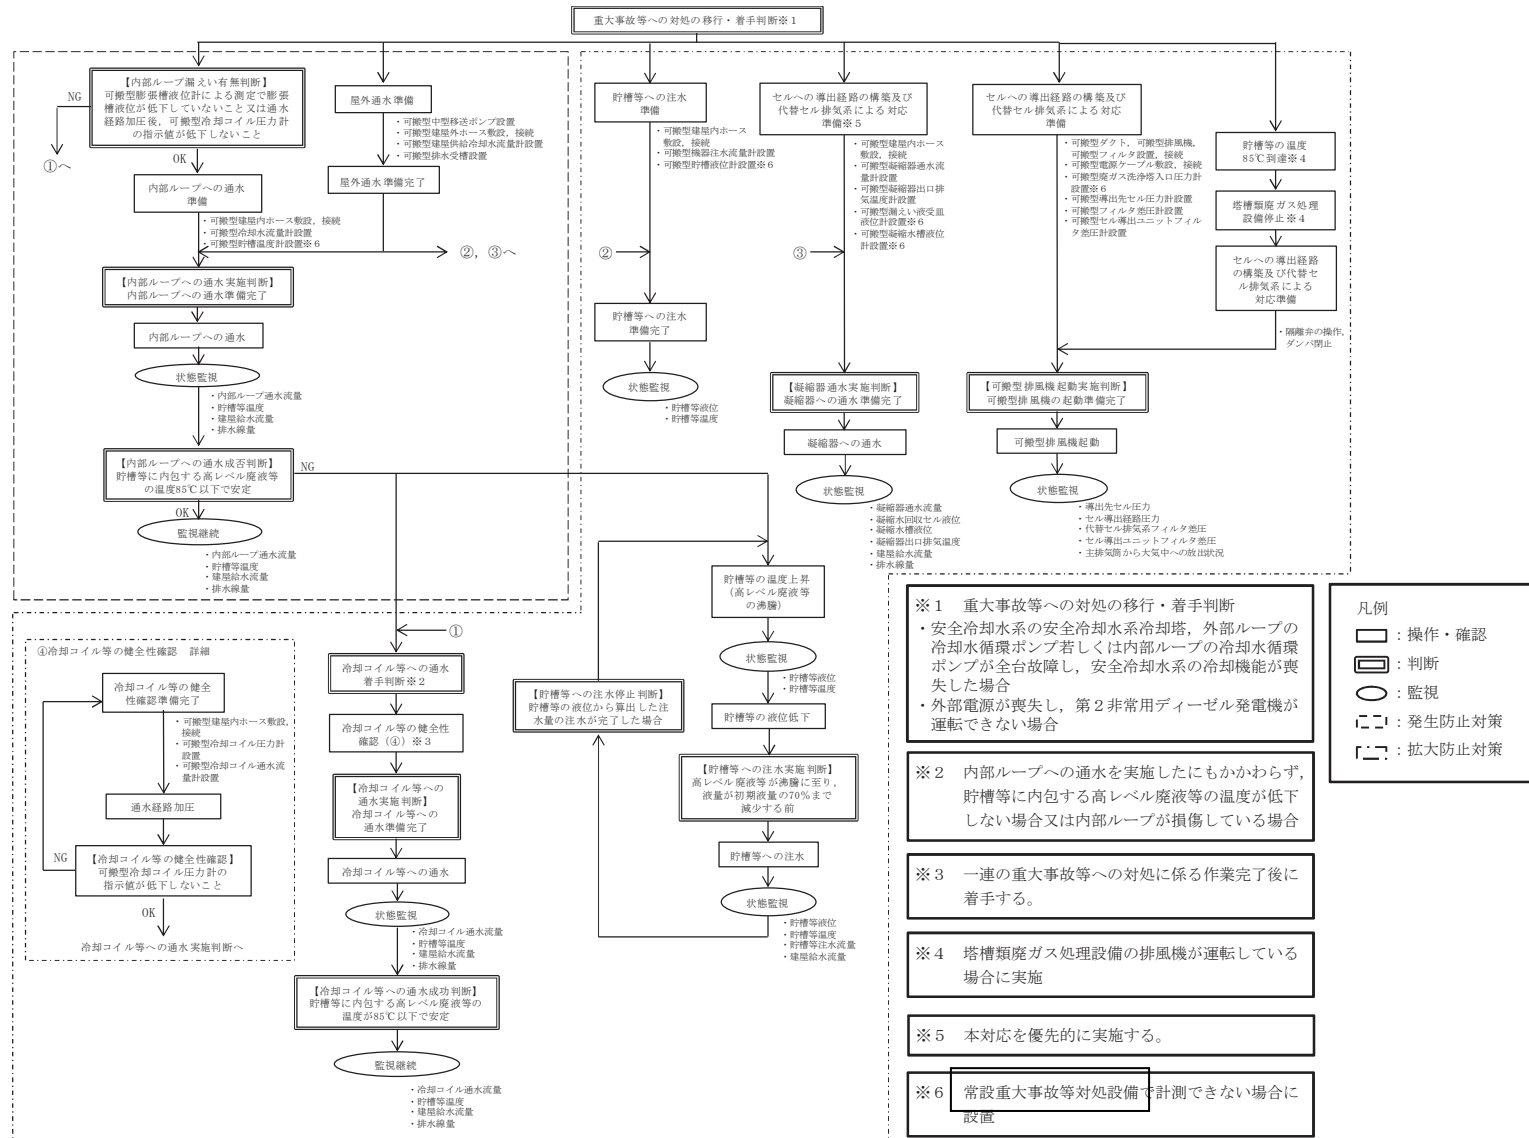 重大事故等への対処の移行・着手判断※１
【内部ループ漏えい有無判断】
可搬型膨張槽液位計による測定で膨張
槽液位が低下していないこと又は通水
経路加圧後，可搬型冷却コイル圧力計
の指示値が低下しないこと
NG
①へ
OK
内部ループへの通水
準備
・可搬型建屋内ホース敷設，接続
・可搬型冷却水流量計設置
・可搬型貯槽温度計設置※６
屋外通水準備
・可搬型中型移送ポンプ設置
・可搬型建屋外ホース敷設，接続
・可搬型建屋供給冷却水流量計設置
・可搬型排水受槽設置
屋外通水準備完了
②，③へ
【内部ループへの通水実施判断】
内部ループへの通水準備完了
内部ループへの通水
状態監視
・内部ループ通水流量
・貯槽等温度
・建屋給水流量
・排水線量
【内部ループへの通水成否判断】
貯槽等に内包する高レベル廃液等
の温度85℃以下で安定
NG
OK
監視継続
・内部ループ通水流量
・貯槽等温度
・建屋給水流量
・排水線量
貯槽等への注水
準備
・可搬型建屋内ホース
敷設，接続
・可搬型機器注水流量計設置
・可搬型貯槽液位計設置※６
②
貯槽等への注水
準備完了
状態監視
・貯槽等液位
・貯槽等温度
セルへの導出経路の構築及び
代替セル排気系による対応
準備※５
・可搬型建屋内ホース
敷設，接続
・可搬型凝縮器通水流
量計設置
・可搬型凝縮器出口排
気温度計設置
・可搬型漏えい液受皿
液位計設置※６
・可搬型凝縮水槽液位
計設置※６
③
【凝縮器通水実施判断】
凝縮器への通水準備完了
凝縮器への通水
状態監視
・凝縮器通水流量
・凝縮水回収セル液位
・凝縮水槽液位
・凝縮器出口排気温度
・建屋給水流量
・排水線量
セルへの導出経路の構築及び
代替セル排気系による対応
準備
・可搬型ダクト，可搬型排風機，
可搬型フィルタ設置，接続
・可搬型電源ケーブル敷設，接続
・可搬型廃ガス洗浄塔入口圧力計
設置※６
・可搬型導出先セル圧力計設置
・可搬型フィルタ差圧計設置
・可搬型セル導出ユニットフィル
タ差圧計設置
貯槽等の温度
85℃到達※４
塔槽類廃ガス処理
設備停止※４
セルへの導出経路
の構築及び代替セ
ル排気系による
対応準備
・隔離弁の操作，
ダンパ閉止
【可搬型排風機起動実施判断】
可搬型排風機の起動準備完了
可搬型排風機起動
状態監視
・導出先セル圧力
・セル導出経路圧力
・代替セル排気系フィルタ差圧
・セル導出ユニットフィルタ差圧
・主排気筒から大気中への放出状況
①
冷却コイル等への通水
着手判断※２
冷却コイル等の健全性
確認（④）※３
【冷却コイル等への
通水実施判断】
冷却コイル等への
通水準備完了
冷却コイル等への通水
状態監視
・冷却コイル通水流量
・貯槽等温度
・建屋給水流量
・排水線量
【冷却コイル等への通水成功判断】
貯槽等に内包する高レベル廃液等の
温度が85℃以下で安定
監視継続
・冷却コイル通水流量
・貯槽等温度
・建屋給水流量
・排水線量
④冷却コイル等の健全性確認　詳細
冷却コイル等の健全
性確認準備完了
・可搬型建屋内ホース敷設，
接続
・可搬型冷却コイル圧力計
設置
・可搬型冷却コイル通水流
量計設置
通水経路加圧
【冷却コイル等の健全性確認】
可搬型冷却コイル圧力計の
指示値が低下しないこと
NG
OK
冷却コイル等への通水実施判断へ
貯槽等の温度上昇
（高レベル廃液等
の沸騰）
状態監視
・貯槽等液位
・貯槽等温度
貯槽等の液位低下
【貯槽等への注水停止判断】
貯槽等の液位から算出した注
水量の注水が完了した場合
【貯槽等への注水実施判断】
高レベル廃液等が沸騰に至り，
液量が初期液量の70％まで
減少する前
貯槽等への注水
状態監視
・貯槽等液位
・貯槽等温度
・貯槽等注水流量
・建屋給水流量
※１　重大事故等への対処の移行・着手判断
・安全冷却水系の安全冷却水系冷却塔，外部ループの
冷却水循環ポンプ若しくは内部ループの冷却水循環
ポンプが全台故障し，安全冷却水系の冷却機能が喪
失した場合
・外部電源が喪失し，第２非常用ディーゼル発電機が
運転できない場合
※２　内部ループへの通水を実施したにもかかわらず，
貯槽等に内包する高レベル廃液等の温度が低下
しない場合又は内部ループが損傷している場合
※３　一連の重大事故等への対処に係る作業完了後に
着手する。
※４　塔槽類廃ガス処理設備の排風機が運転している
場合に実施
※５　本対応を優先的に実施する。
※６　常設重大事故等対処設備で計測できない場合に
設置
凡例
：操作・確認
：判断
：監視
：発生防止対策
：拡大防止対策